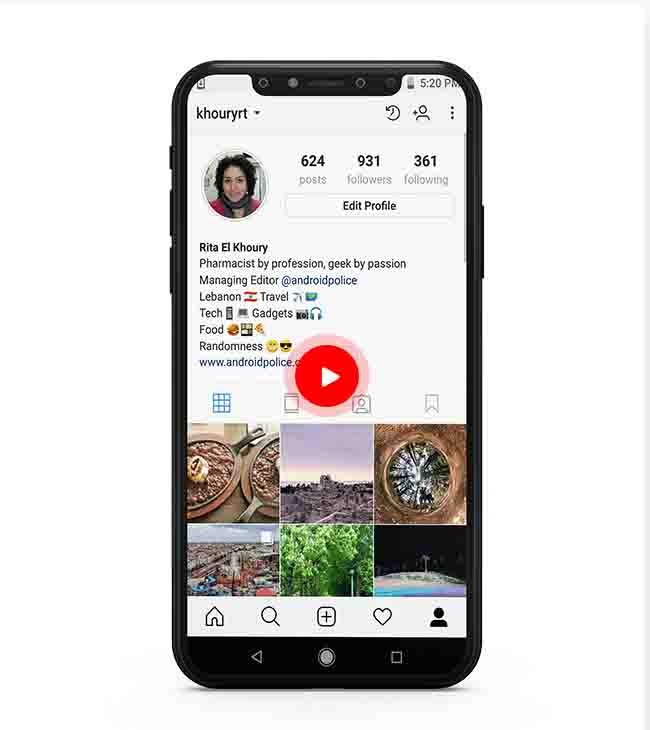 5:20 PM
khouryrt
624 931 361
posts followers following
Edit Profile
Rita El Khoury
Pharmacist by profession, geek by passion
Managing Editor @androidpolice
Lebanon 🇱🇧 Travel ✈️🗺️
Tech 📱💻 Gadgets 📷🎧
Food 🍔🍱🍕
Randomness 😁😎
www.androidpolice.c